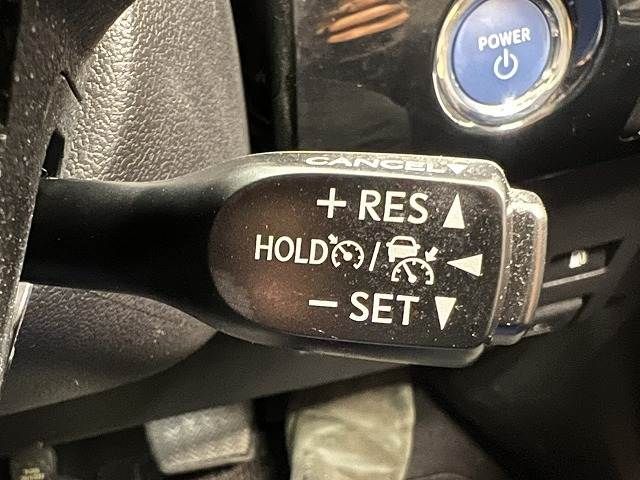 POWER
CANCEL▼
+ RES ▲
HOLD / ◀
− SET ▼